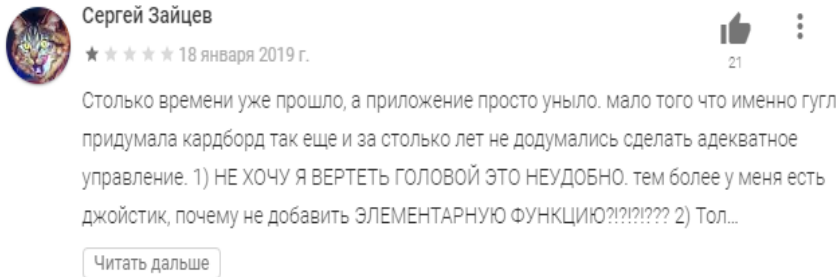 Сергей Зайцев
18 января 2019 г.
21
Столько времени уже прошло, а приложение просто уныло. мало того что именно гугл
придумала кардборд так еще и за столько лет не додумались сделать адекватное
управление. 1) НЕ ХОЧУ Я ВЕРТЕТЬ ГОЛОВОЙ ЭТО НЕУДОБНО. тем более у меня есть
джойстик, почему не добавить ЭЛЕМЕНТАРНУЮ ФУНКЦИЮ?!?!?!??? 2) Тол...
Читать дальше